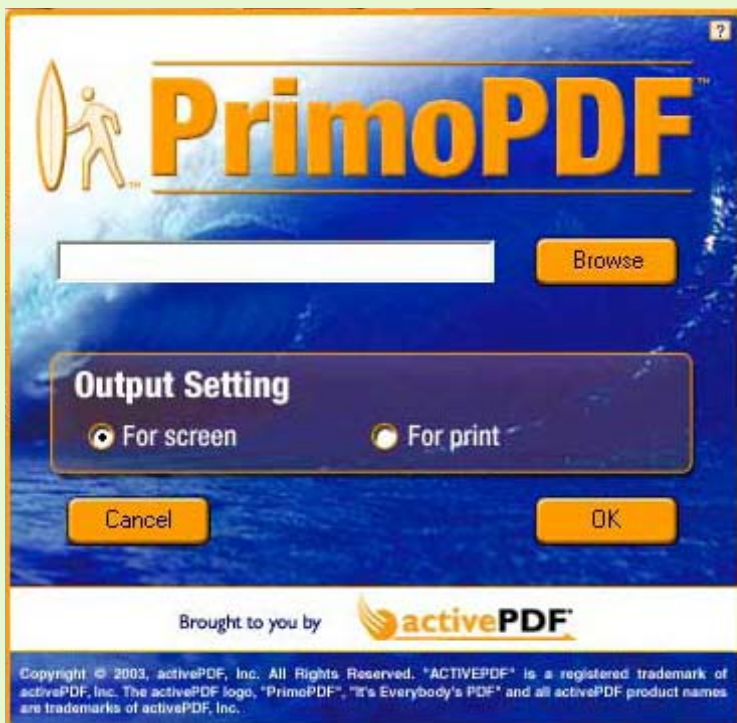 ?
PrimoPDF™
™
Browse
Output Setting
For screen
For print
Cancel
OK
Brought to you by
activePDF®
Copyright © 2003, activePDF, Inc. All Rights Reserved. "ACTIVEPDF" is a registered trademark of
activePDF, Inc. The activePDF logo, "PrimoPDF", "It's Everybody's PDF" and all activePDF product names
are trademarks of activePDF, Inc.